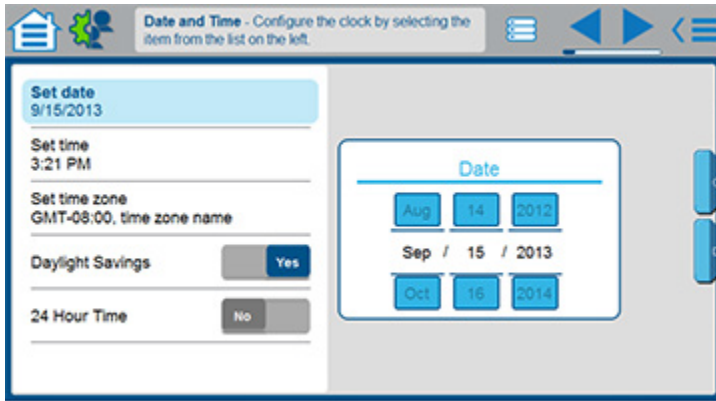 Date and Time - Configure the clock by selecting the
item from the list on the left.
Set date
9/15/2013
Set time
3:21 PM
Set time zone
GMT-08:00, time zone name
Daylight Savings Yes
24 Hour Time No
Date
Aug 14 2012
Sep / 15 / 2013
Oct 16 2014